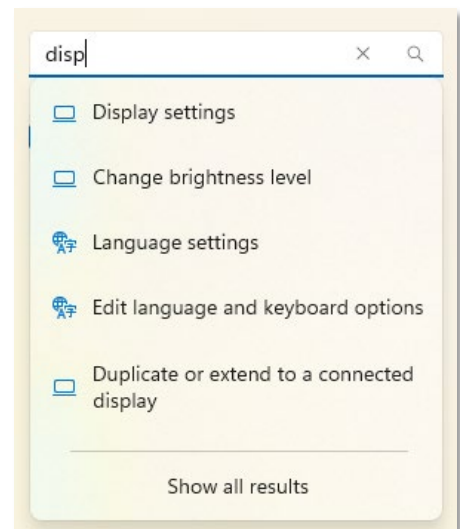 disp
Display settings
Change brightness level
Language settings
Edit language and keyboard options
Duplicate or extend to a connected
display
Show all results